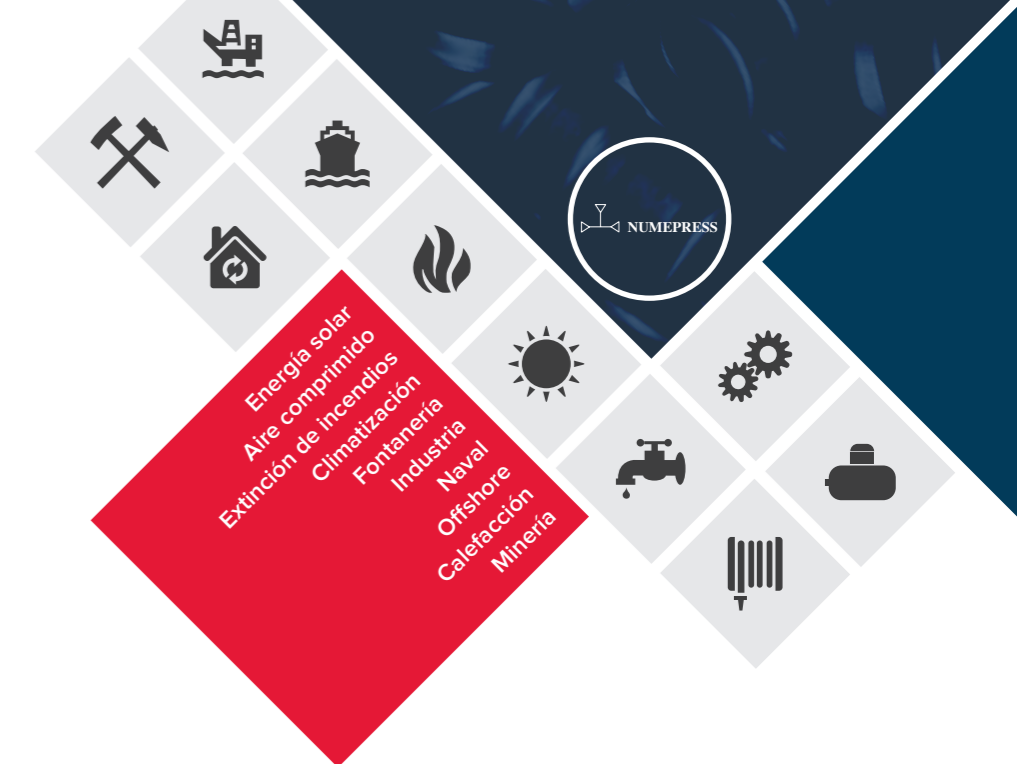 NUMEPRESS
Energía solar
Aire comprimido
Extinción de incendios
Climatización
Fontanería
Industria
Naval
Offshore
Calefacción
Minería